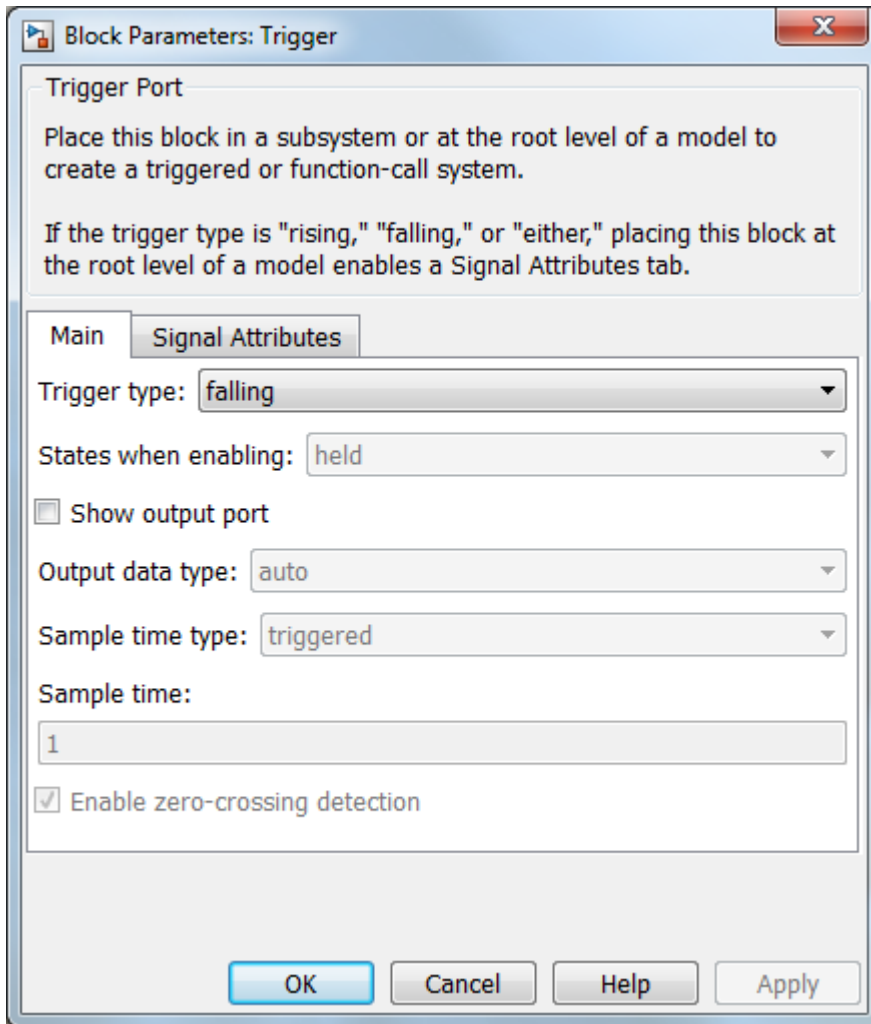 Block Parameters: Trigger
X
Trigger Port
Place this block in a subsystem or at the root level of a model to
create a triggered or function-call system.
If the trigger type is "rising," "falling," or "either," placing this block at
the root level of a model enables a Signal Attributes tab.
Main Signal Attributes
Trigger type: falling
States when enabling: held
Show output port
Output data type: auto
Sample time type: triggered
Sample time:
1
Enable zero-crossing detection
OK Cancel Help Apply